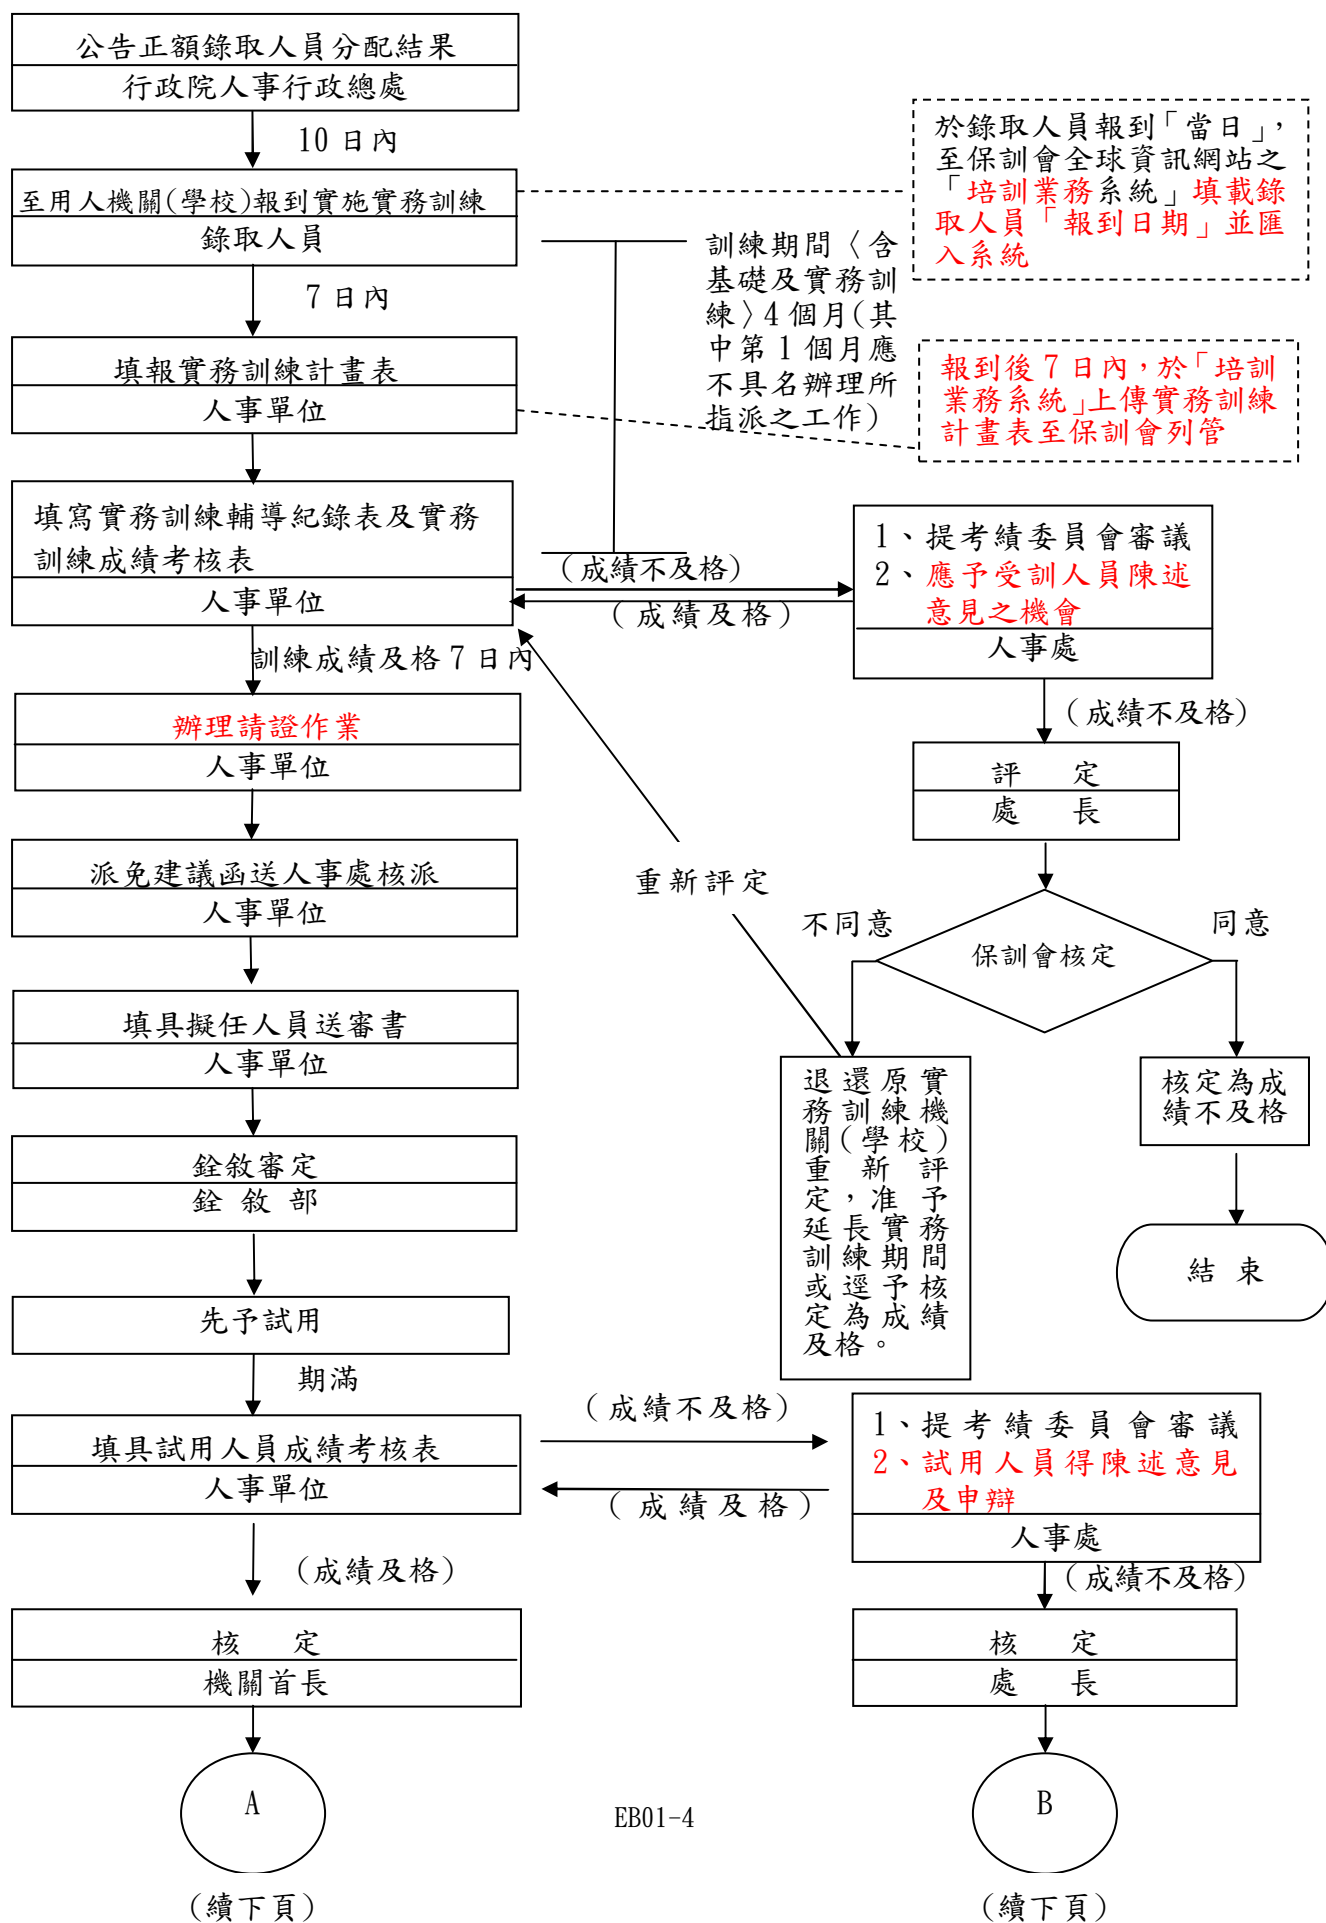 公告正額錄取人員分配結果
行政院人事行政總處
10日內
至用人機關(學校)報到實施實務訓練
錄取人員
於錄取人員報到「當日」，
至保訓會全球資訊網站之
「培訓業務系統」填載錄
取人員「報到日期」並匯
入系統
訓練期間〈含
基礎及實務訓
練〉4個月(其
中第1個月應
不具名辦理所
指派之工作)
7日內
填報實務訓練計畫表
人事單位
報到後7日內，於「培訓
業務系統」上傳實務訓練
計畫表至保訓會列管
填寫實務訓練輔導紀錄表及實務
訓練成績考核表
人事單位
(成績不及格)
(成績及格)
1、提考績委員會審議
2、應予受訓人員陳述
意見之機會
人事處
訓練成績及格7日內
(成績不及格)
辦理請證作業
人事單位
評 定
處 長
派免建議函送人事處核派
人事單位
重新評定
不同意
同意
保訓會核定
填具擬任人員送審書
人事單位
退還原實
務訓練機
關(學校)
重新評
定，准予
延長實務
訓練期間
或逕予核
定為成績
及格。
核定為成
績不及格
銓敘審定
銓敘部
結束
先予試用
期滿
填具試用人員成績考核表
人事單位
(成績不及格)
(成績及格)
1、提考績委員會審議
2、試用人員得陳述意見
及申辯
人事處
(成績及格)
(成績不及格)
核 定
機關首長
核 定
處 長
A
EB01-4
B
(續下頁)
(續下頁)